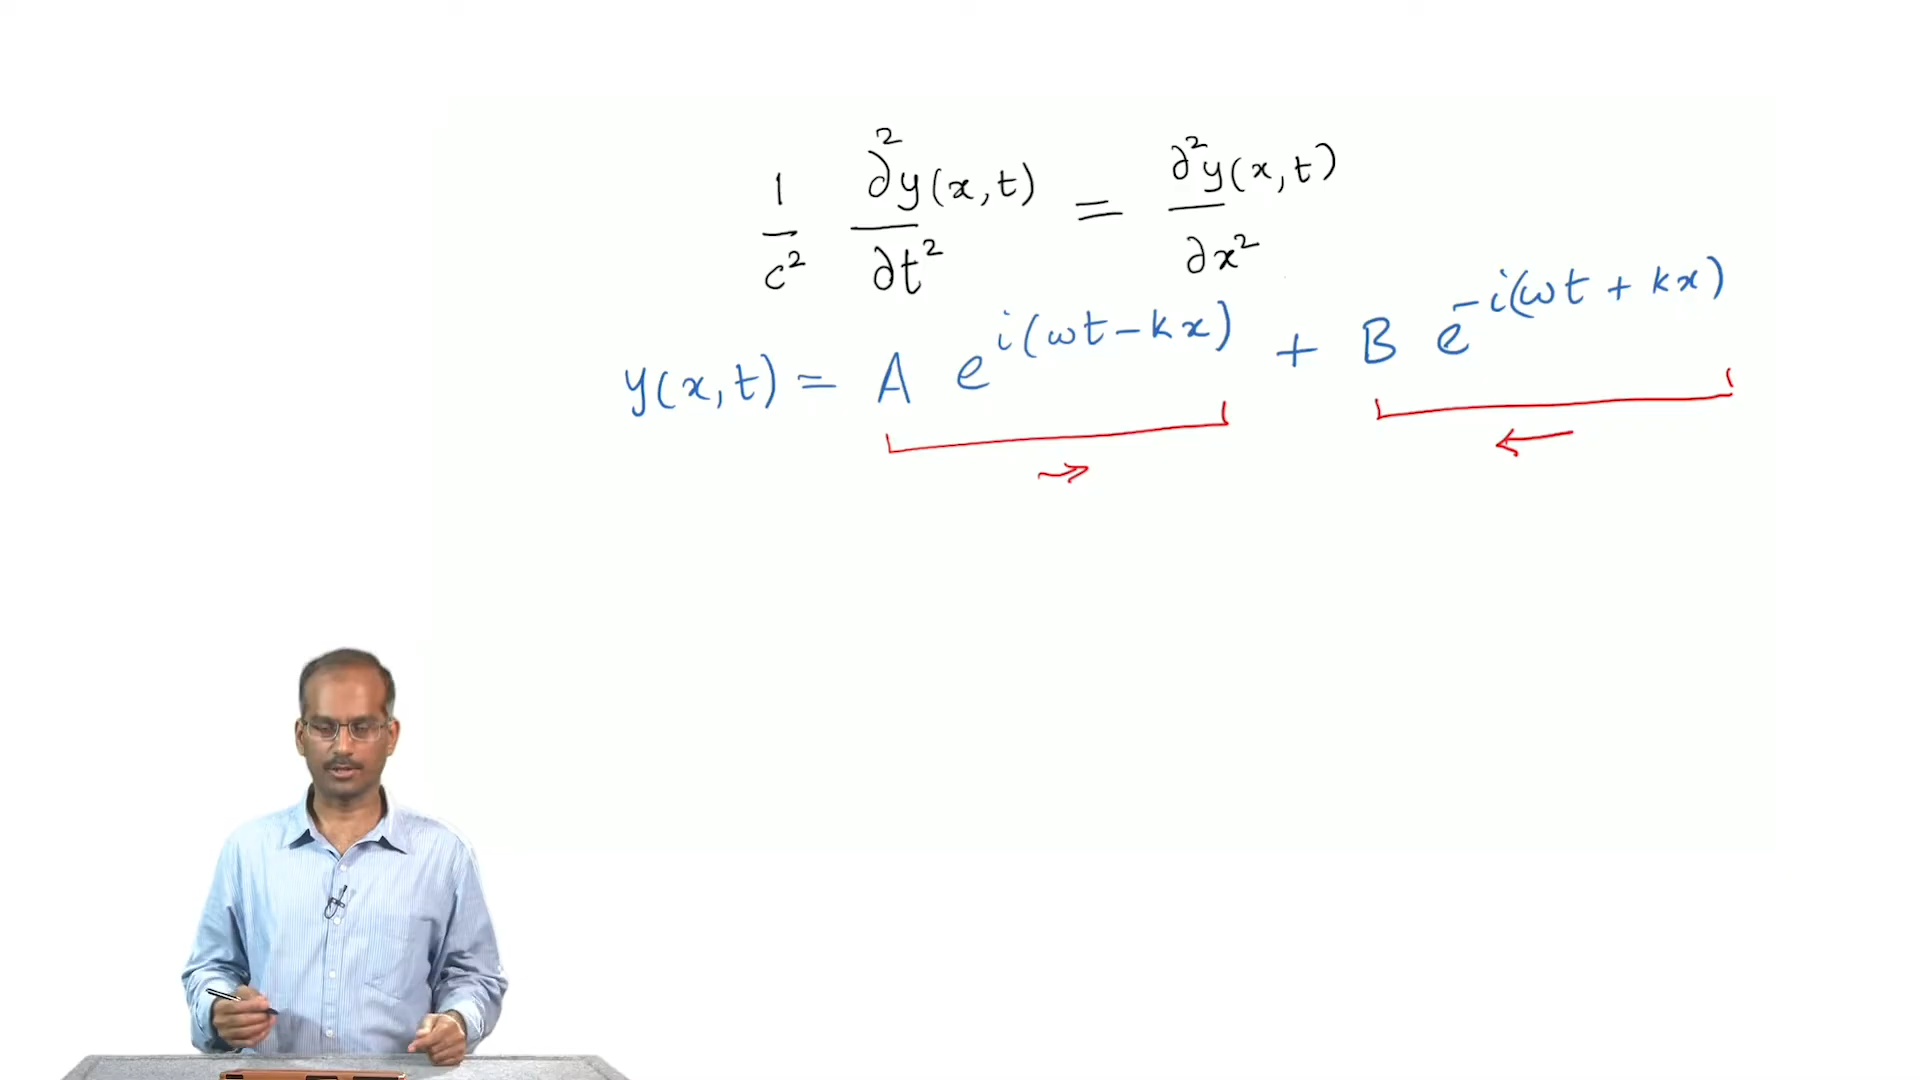 1/c² ∂²y(x,t)/∂t² = ∂²y(x,t)/∂x²
y(x,t) = A e^{i(ωt-kx)} + B e^{-i(ωt+kx)}